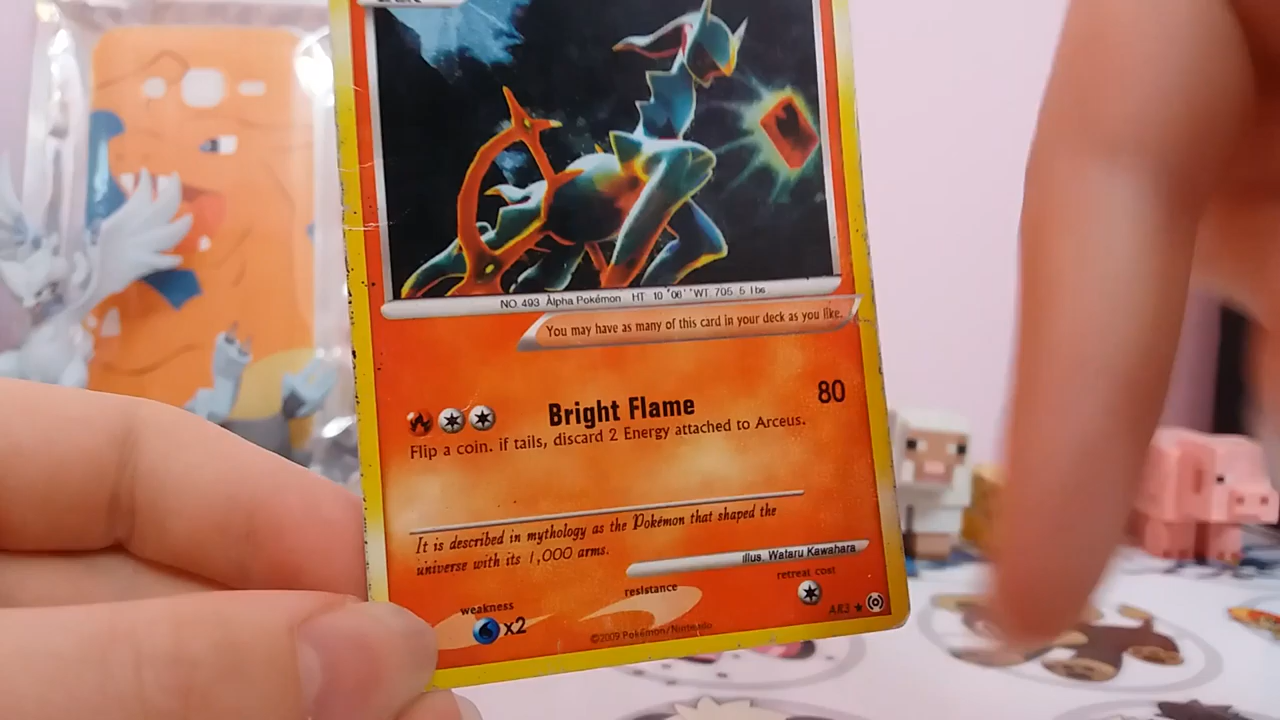 NO. 493 Alpha Pokémon HT 10'06" WT 705 5 lbs
You may have as many of this card in your deck as you like.
Bright Flame 80
Flip a coin. if tails, discard 2 Energy attached to Arceus.
It is described in mythology as the Pokémon that shaped the
universe with its 1,000 arms.
illus. Wataru Kawahara
weakness resistance retreat cost
x2
AR3
©2009 Pokémon/Nintendo